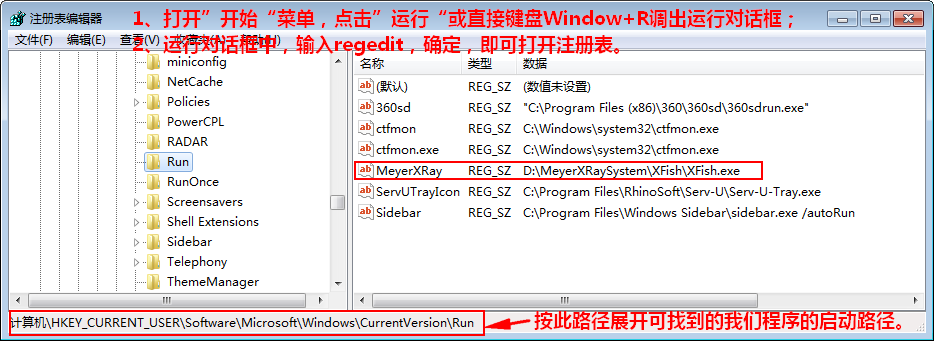 注册表编辑器
1、打开”开始“菜单，点击”运行“或直接键盘Window+R调出运行对话框；
文件(F) 编辑(E) 查看(V) 收藏夹(A) 帮助(H)
2、运行对话框中，输入regedit，确定，即可打开注册表。
miniconfig
NetCache
Policies
PowerCPL
RADAR
Run
RunOnce
Screensavers
Shell Extensions
Sidebar
Telephony
ThemeManager
名称 类型 数据
(默认) REG_SZ (数值未设置)
360sd REG_SZ "C:\Program Files (x86)\360\360sd\360sdrun.exe"
ctfmon REG_SZ C:\Windows\system32\ctfmon.exe
ctfmon.exe REG_SZ C:\Windows\system32\ctfmon.exe
MeyerXRay REG_SZ D:\MeyerXRaySystem\XFish\XFish.exe
ServUTrayIcon REG_SZ C:\Program Files\RhinoSoft\Serv-U\Serv-U-Tray.exe
Sidebar REG_SZ C:\Program Files\Windows Sidebar\sidebar.exe /autoRun
计算机\HKEY_CURRENT_USER\Software\Microsoft\Windows\CurrentVersion\Run
按此路径展开可找到的我们程序的启动路径。